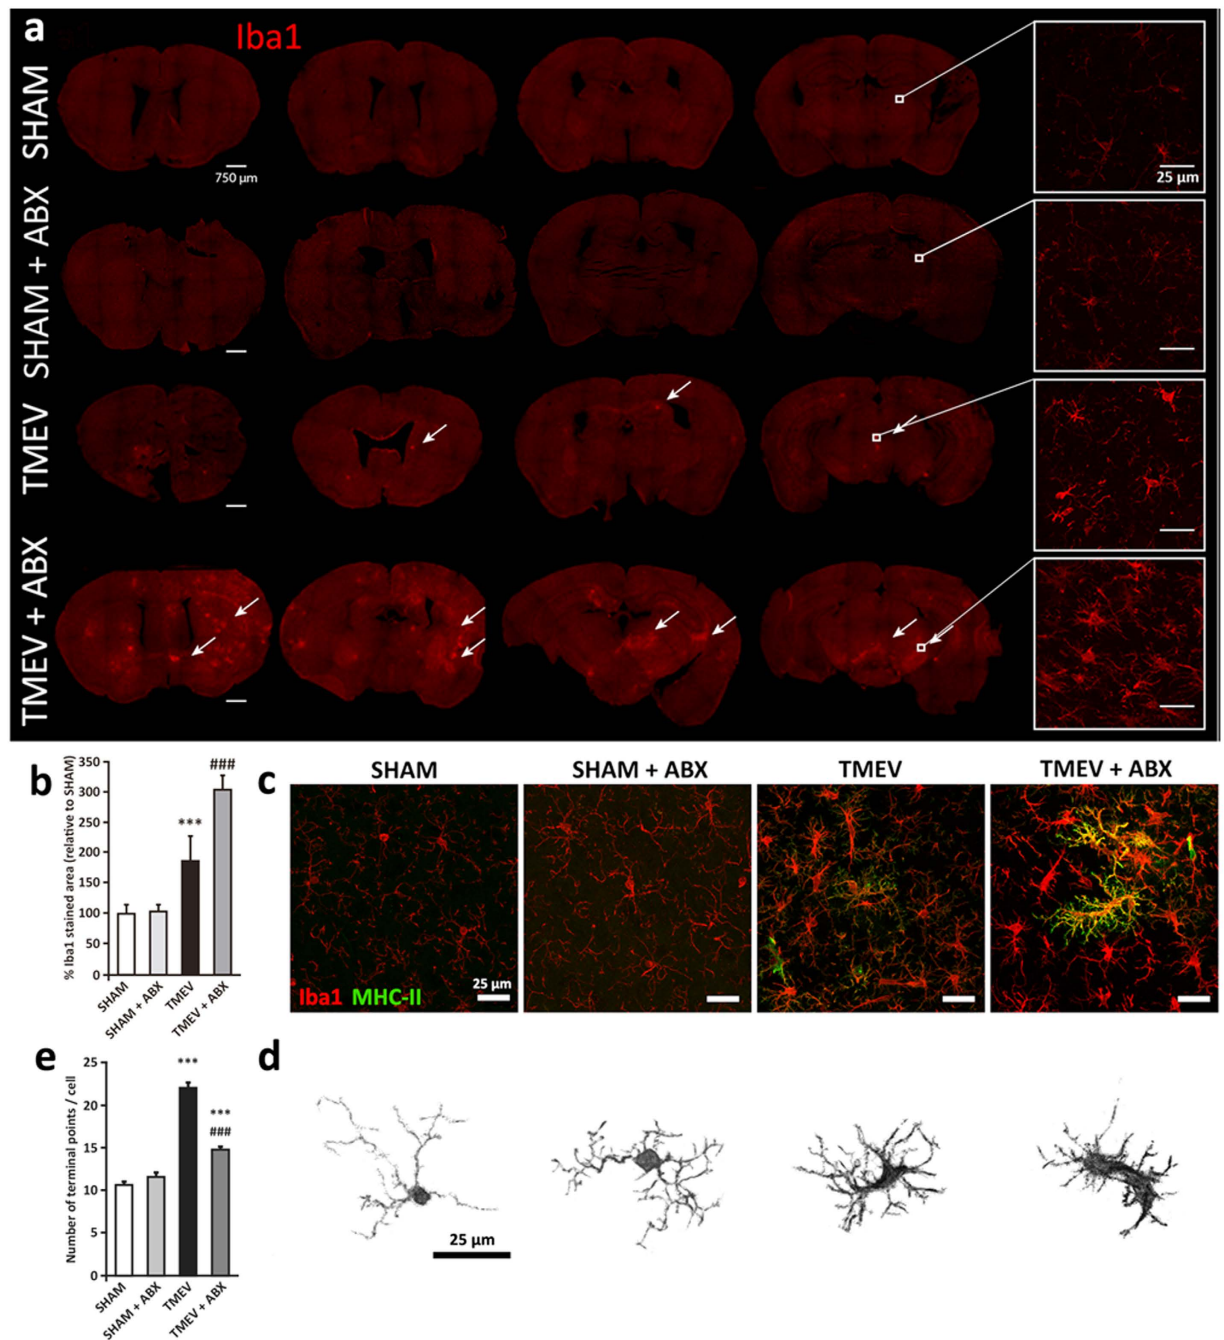 a
Iba1
SHAM
750 µm
25 µm
SHAM + ABX
TMEV
TMEV + ABX
b
% Iba1 stained area (relative to SHAM)
350
300
250
200
150
100
50
0
***
###
SHAM
SHAM + ABX
TMEV
TMEV + ABX
c
SHAM
SHAM + ABX
TMEV
TMEV + ABX
Iba1 MHC-II
25 µm
e
Number of terminal points / cell
25
20
15
10
5
0
***
***
###
SHAM
SHAM + ABX
TMEV
TMEV + ABX
d
25 µm